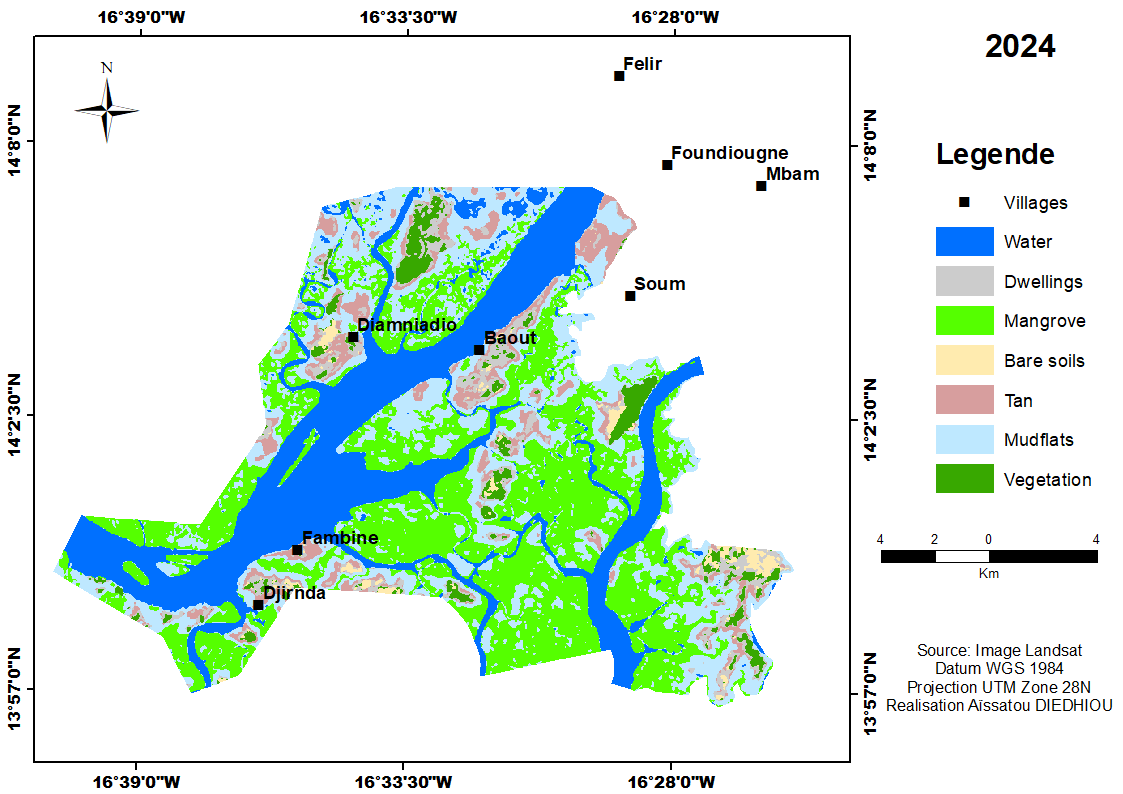 16°39'0"W 16°33'30"W 16°28'0"W
2024
Felir
N
14°8'0"N
14°8'0"N
Foundiougne
Mbam
Legende
Villages
Water
Dwellings
Mangrove
Bare soils
Tan
Mudflats
Vegetation
Soum
Diamniadio
Baout
14°2'30"N
14°2'30"N
Fambine
Djirnda
4 2 0 4
Km
13°57'0"N
13°57'0"N
Source: Image Landsat
Datum WGS 1984
Projection UTM Zone 28N
Realisation Aïssatou DIEDHIOU
16°39'0"W 16°33'30"W 16°28'0"W